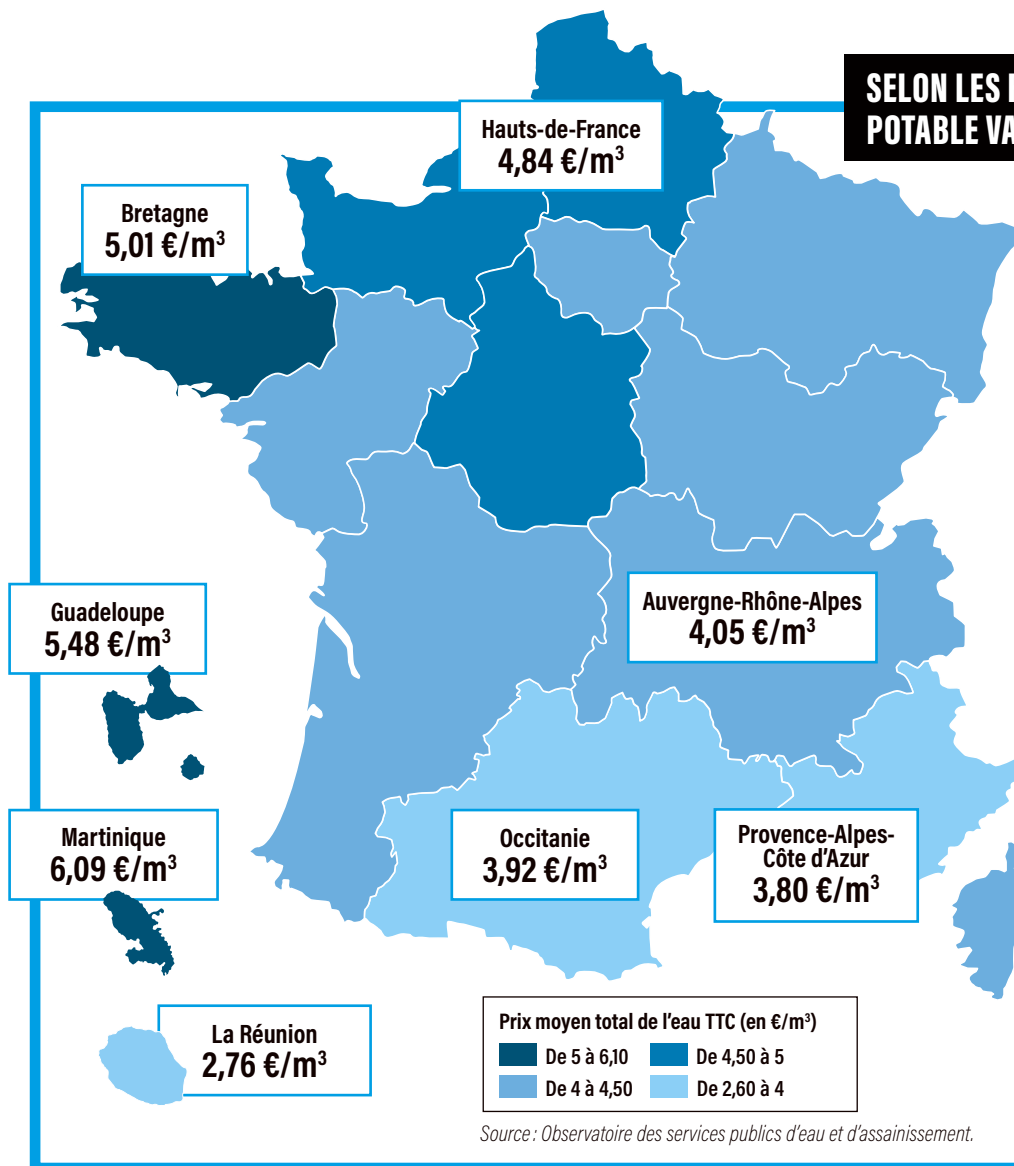 SELON LES
POTABLE
Hauts-de-France
4,84 €/m³
Bretagne
5,01 €/m³
Guadeloupe
5,48 €/m³
Auvergne-Rhône-Alpes
4,05 €/m³
Martinique
6,09 €/m³
Occitanie
3,92 €/m³
Provence-Alpes-
Côte d'Azur
3,80 €/m³
La Réunion
2,76 €/m³
Prix moyen total de l'eau TTC (en €/m³)
De 5 à 6,10 De 4,50 à 5
De 4 à 4,50 De 2,60 à 4
Source : Observatoire des services publics d'eau et d'assainissement.